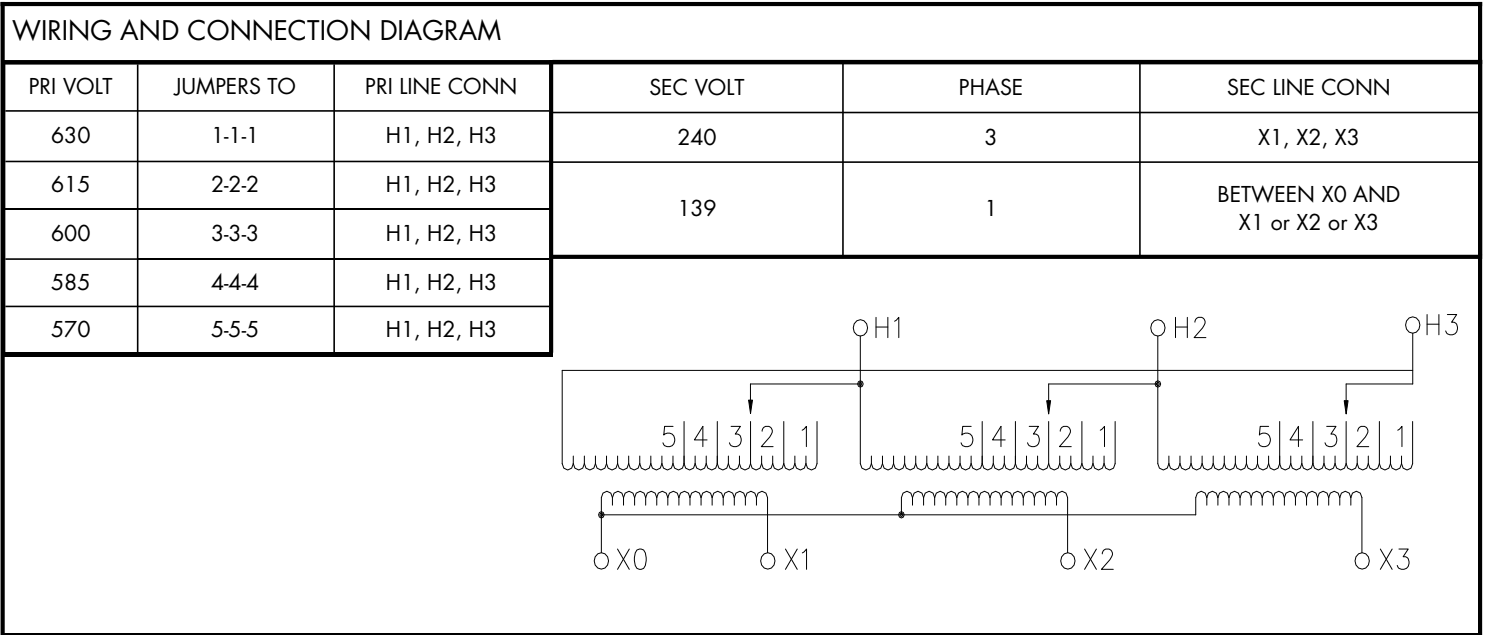 WIRING AND CONNECTION DIAGRAM
PRI VOLT JUMPERS TO PRI LINE CONN
630 1-1-1 H1, H2, H3
615 2-2-2 H1, H2, H3
600 3-3-3 H1, H2, H3
585 4-4-4 H1, H2, H3
570 5-5-5 H1, H2, H3
SEC VOLT PHASE SEC LINE CONN
240 3 X1, X2, X3
139 1 BETWEEN X0 AND
X1 or X2 or X3
H1 H2 H3
5 4 3 2 1 5 4 3 2 1 5 4 3 2 1
X0 X1 X2 X3